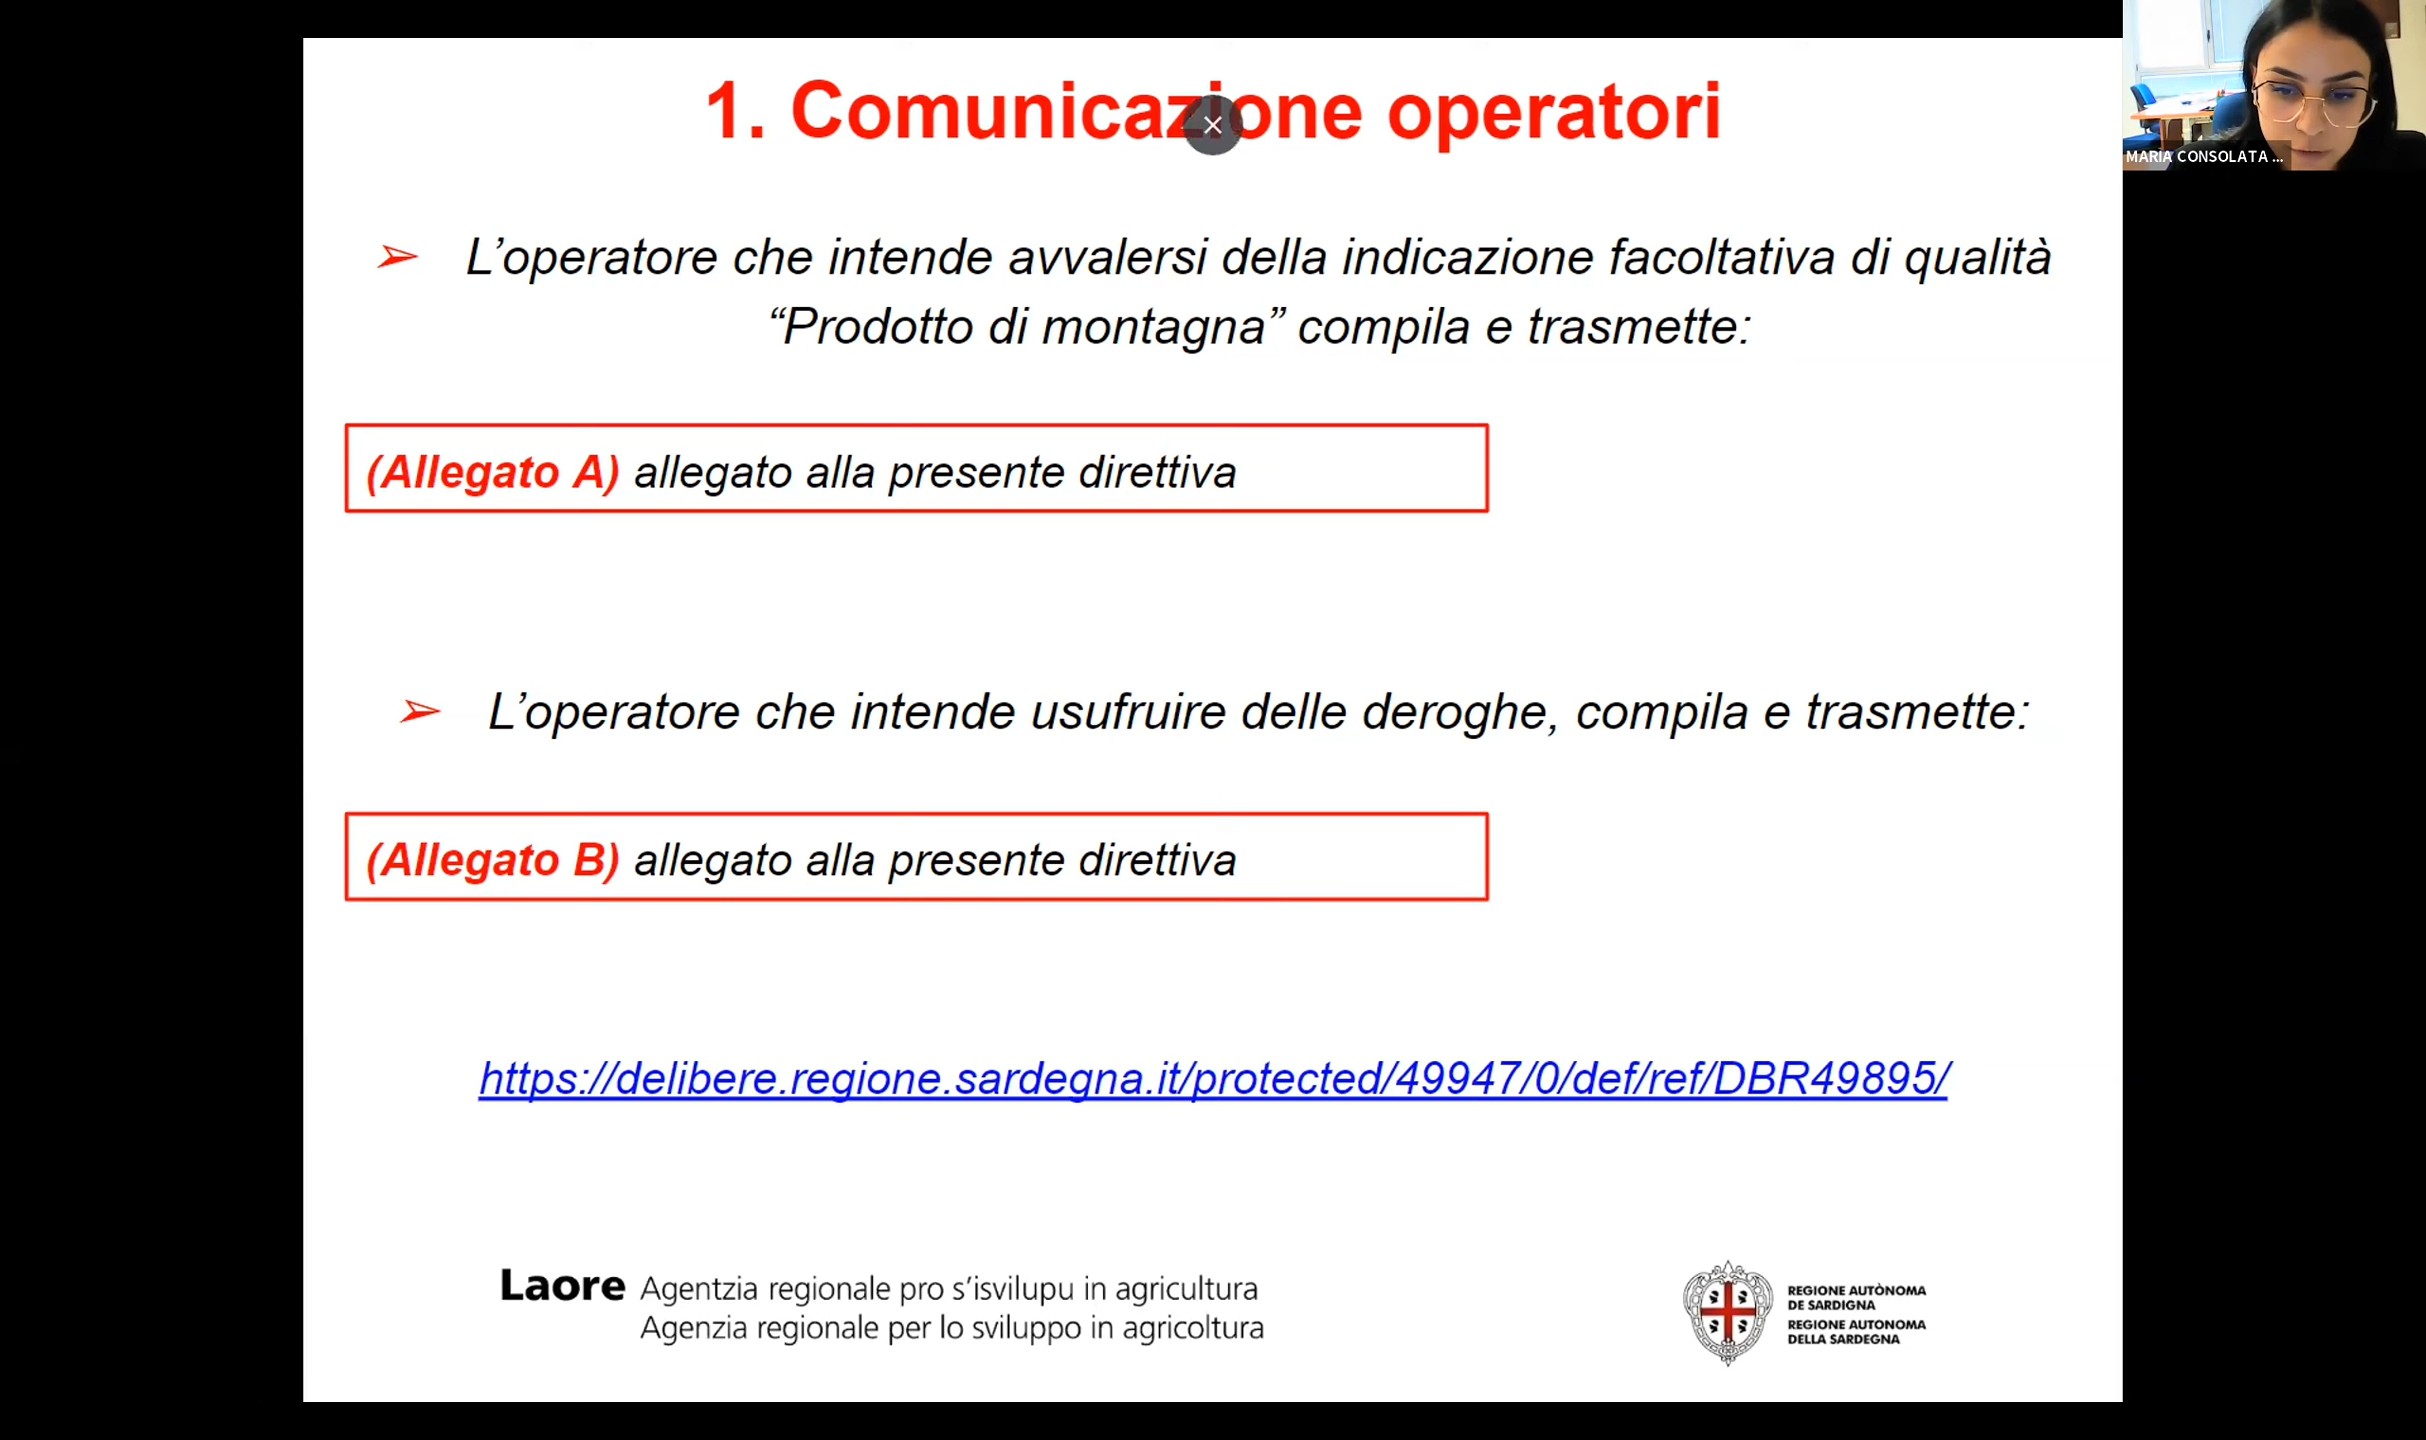 1. Comunicazione operatori
MARIA CONSOLATA ...
➢ L’operatore che intende avvalersi della indicazione facoltativa di qualità
“Prodotto di montagna” compila e trasmette:
(Allegato A) allegato alla presente direttiva
➢ L’operatore che intende usufruire delle deroghe, compila e trasmette:
(Allegato B) allegato alla presente direttiva
https://delibere.regione.sardegna.it/protected/49947/0/def/ref/DBR49895/
Laore Agentzia regionale pro s’isvilupu in agricultura
Agenzia regionale per lo sviluppo in agricoltura
REGIONE AUTÒNOMA
DE SARDIGNA
REGIONE AUTONOMA
DELLA SARDEGNA